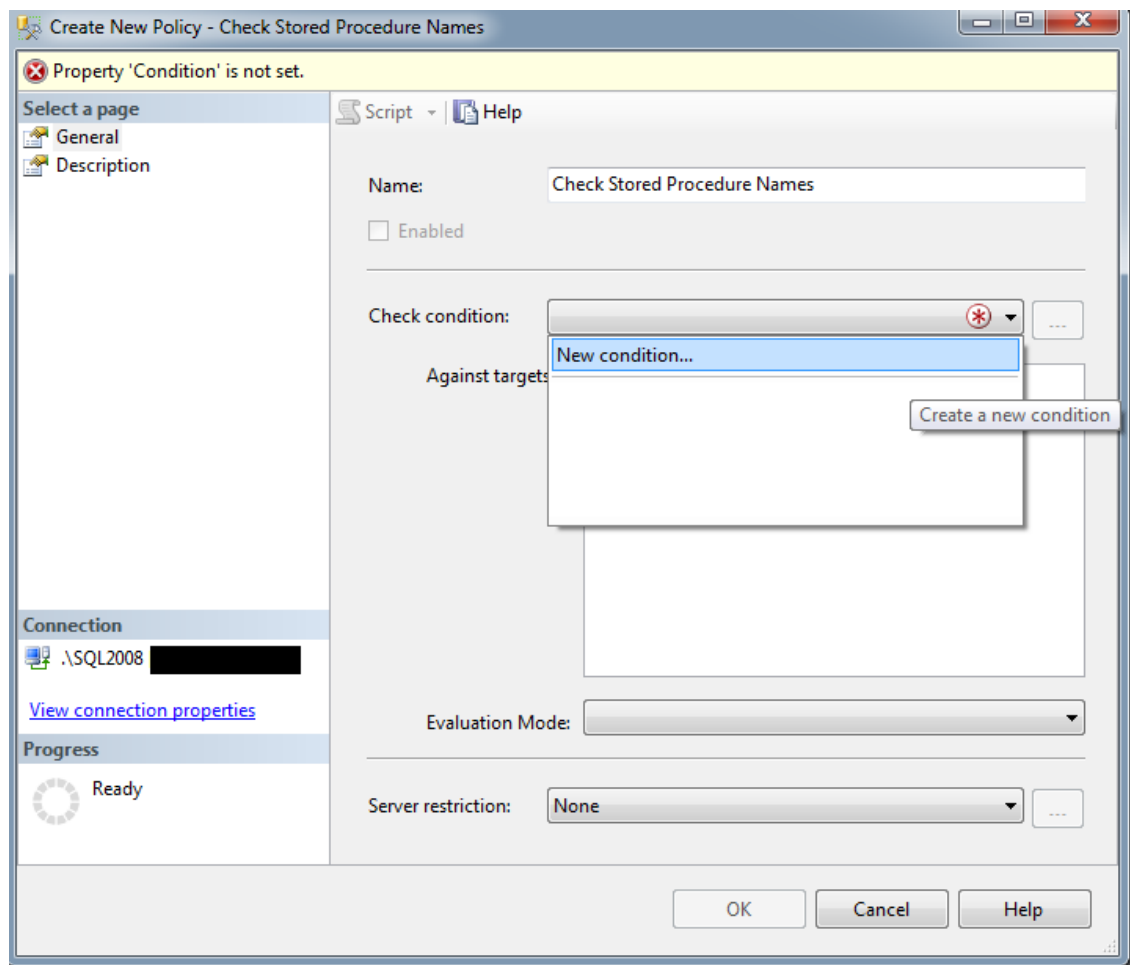 Create New Policy - Check Stored Procedure Names
Property 'Condition' is not set.
Select a page
General
Description
Script
Help
Name:
Check Stored Procedure Names
Enabled
Check condition:
New condition...
Against targets
Create a new condition
Connection
.\SQL2008
View connection properties
Evaluation Mode:
Progress
Ready
Server restriction:
None
...
...
OK
Cancel
Help